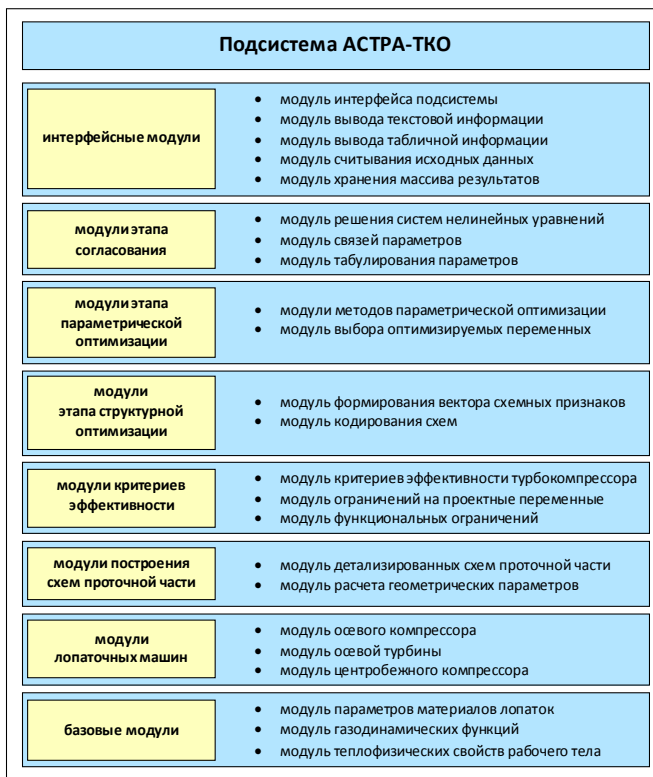 Подсистема АСТРА-ТКО
интерфейсные модули
• модуль интерфейса подсистемы
• модуль вывода текстовой информации
• модуль вывода табличной информации
• модуль считывания исходных данных
• модуль хранения массива результатов
модули этапа
согласования
• модуль решения систем нелинейных уравнений
• модуль связей параметров
• модуль табулирования параметров
модули этапа
параметрической
оптимизации
• модули методов параметрической оптимизации
• модуль выбора оптимизируемых переменных
модули
этапа структурной
оптимизации
• модуль формирования вектора схемных признаков
• модуль кодирования схем
модули критериев
эффективности
• модуль критериев эффективности турбокомпрессора
• модуль ограничений на проектные переменные
• модуль функциональных ограничений
модули построения
схем проточной части
• модуль детализированных схем проточной части
• модуль расчета геометрических параметров
модули
лопаточных машин
• модуль осевого компрессора
• модуль осевой турбины
• модуль центробежного компрессора
базовые модули
• модуль параметров материалов лопаток
• модуль газодинамических функций
• модуль теплофизических свойств рабочего тела